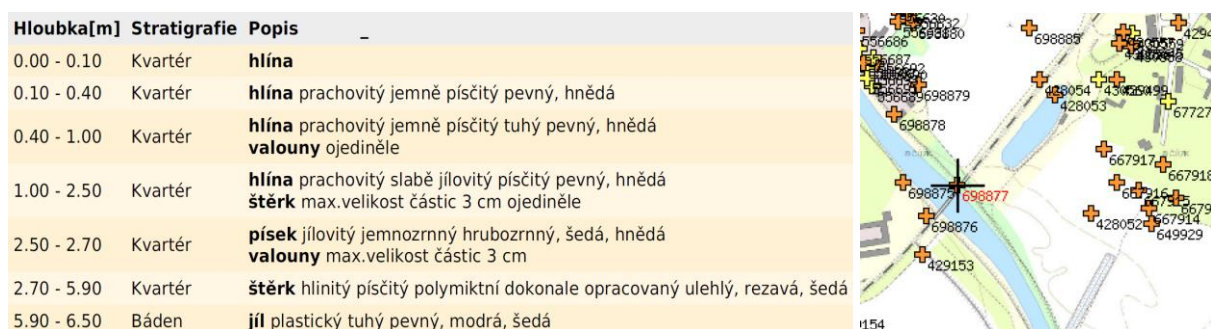 Hloubka[m] Stratigrafie Popis _
0.00 - 0.10 Kvartér hlína
0.10 - 0.40 Kvartér hlína prachovitý jemně písčitý pevný, hnědá
0.40 - 1.00 Kvartér hlína prachovitý jemně písčitý tuhý pevný, hnědá
valouny ojediněle
1.00 - 2.50 Kvartér hlína prachovitý slabě jílovitý písčitý pevný, hnědá
štěrk max.velikost částic 3 cm ojediněle
2.50 - 2.70 Kvartér písek jílovitý jemnozrnný hrubozrnný, šedá, hnědá
valouny max.velikost částic 3 cm
2.70 - 5.90 Kvartér štěrk hlinitý písčitý polymiktní dokonale opracovaný ulehlý, rezavá, šedá
5.90 - 6.50 Báden jíl plastický tuhý pevný, modrá, šedá
698885
428054
428053
698879
698878
67727
667917
667918
698875
698877
698876
428052
667914
649929
429153